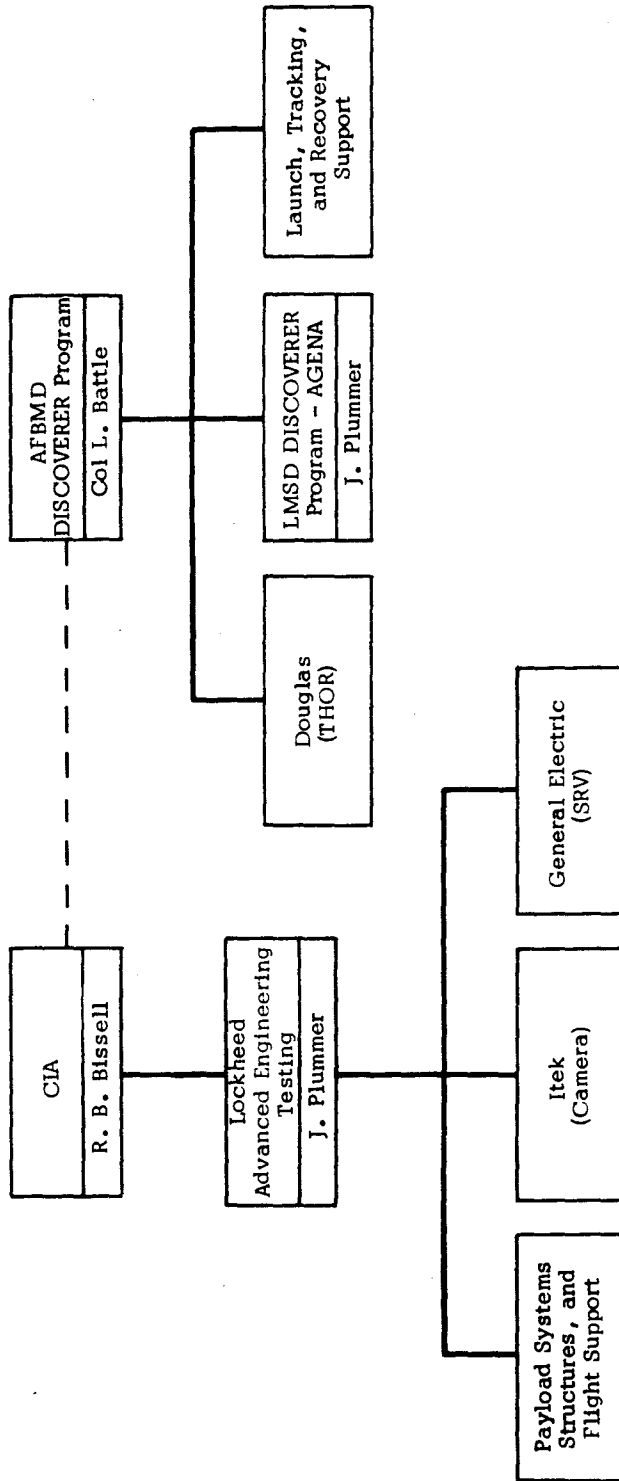 CIA
R. B. Bissell
AFBMD
DISCOVERER Program
Col L. Battle
Lockheed
Advanced Engineering
Testing
J. Plummer
Douglas
(THOR)
LMSD DISCOVERER
Program - AGENA
J. Plummer
Launch, Tracking,
and Recovery
Support
Payload Systems
Structures, and
Flight Support
Itek
(Camera)
General Electric
(SRV)